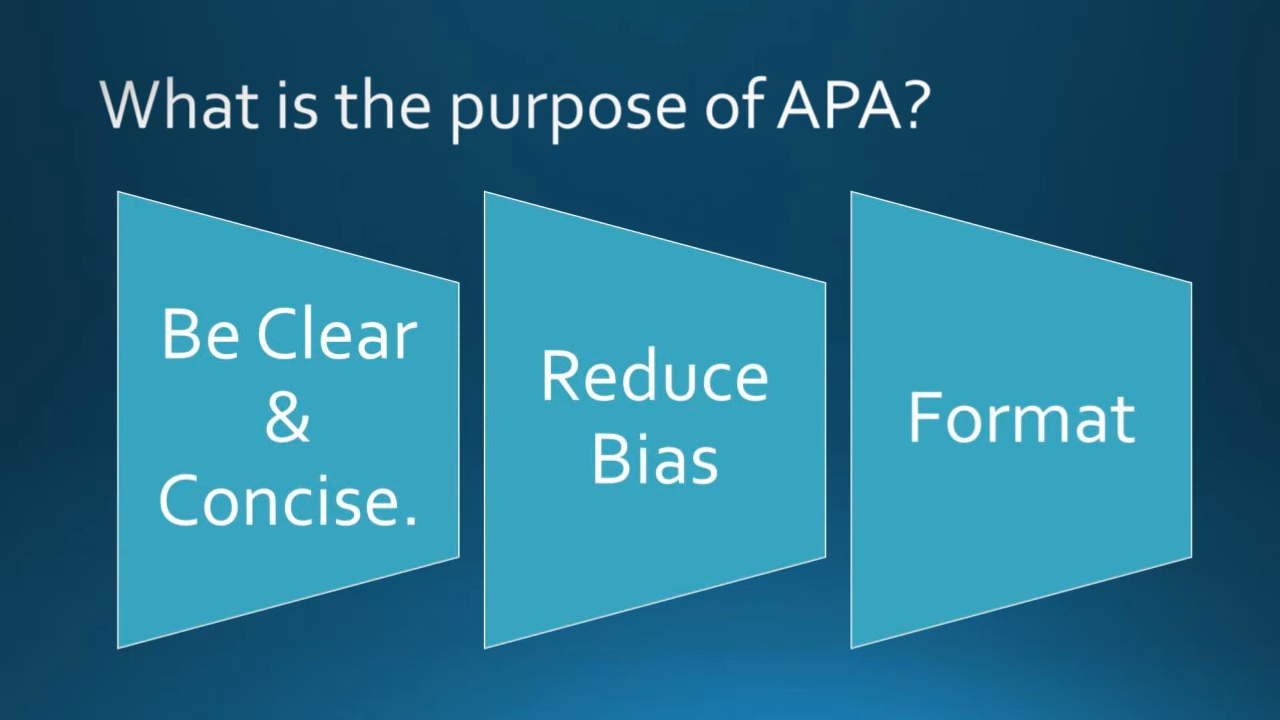 What is the purpose of APA?
Be Clear
&
Concise.
Reduce
Bias
Format